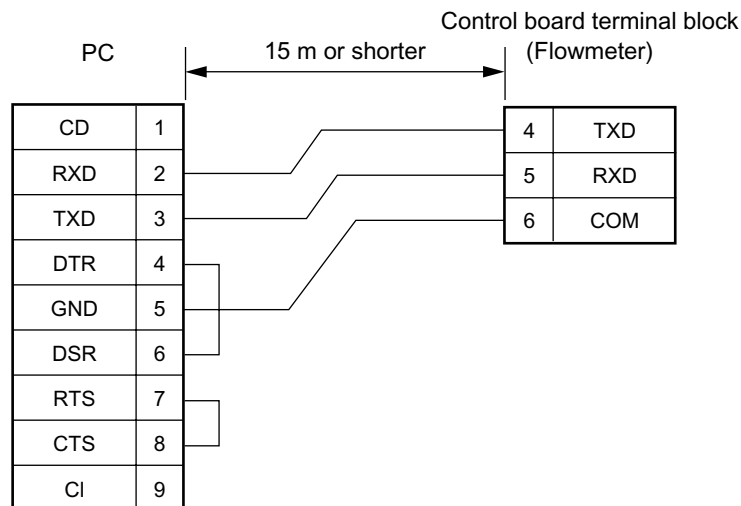 Control board terminal block
PC 15 m or shorter (Flowmeter)
CD 1 4 TXD
RXD 2 5 RXD
TXD 3 6 COM
DTR 4
GND 5
DSR 6
RTS 7
CTS 8
CI 9